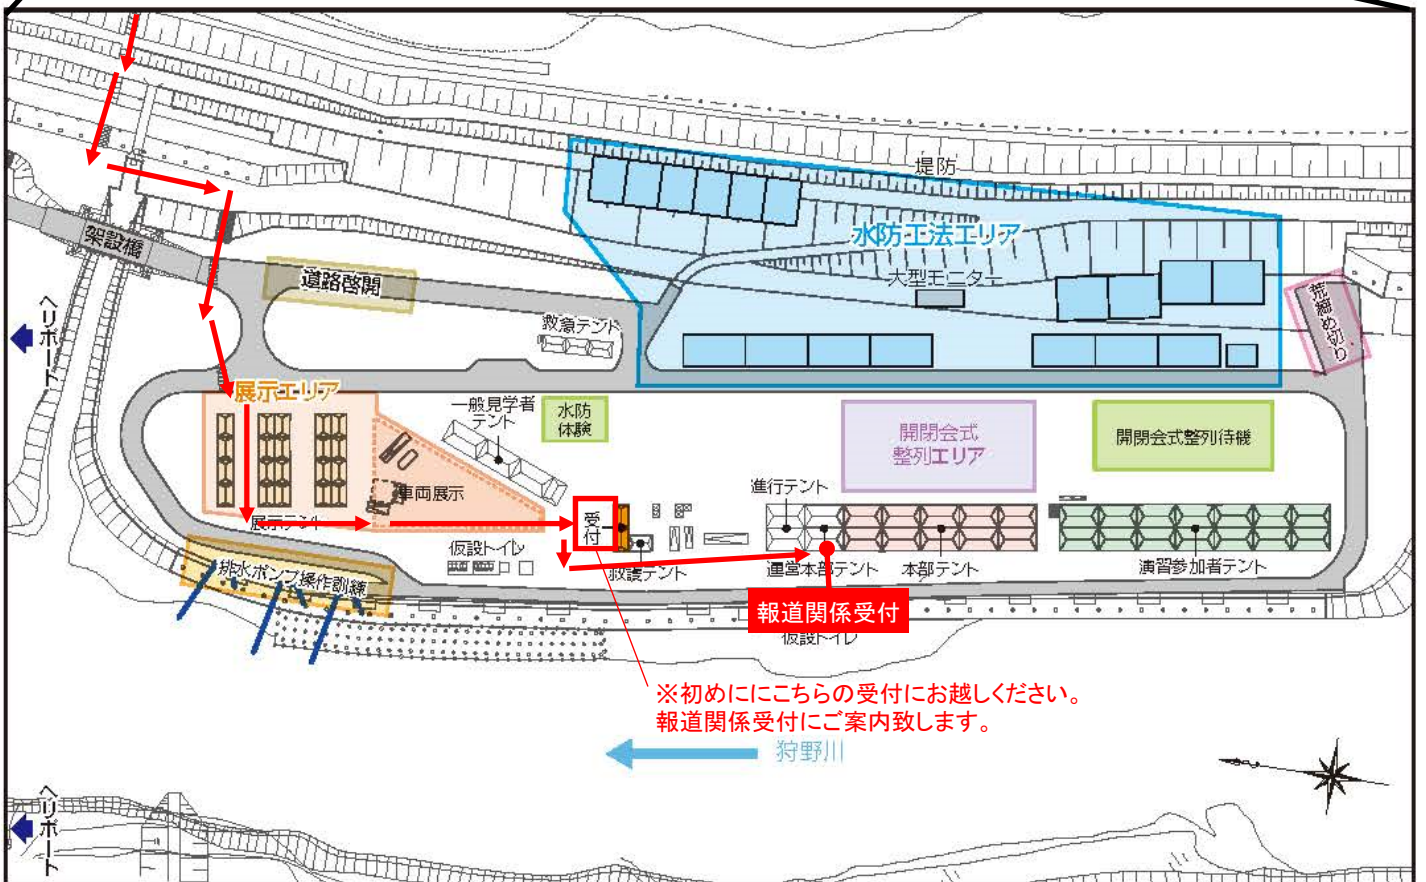 堤防
水防工法エリア
架設橋
道路啓開
大型モニター
荒締め切り
ヘリポート
救急テント
展示エリア
一般見学者
テント
水防
体験
開閉会式
整列エリア
開閉会式整列待機
車両展示
進行テント
受付
展示テント
仮設トイレ
救護テント
運営本部テント
本部テント
演習参加者テント
排水ポンプ操作訓練
報道関係受付
仮設トイレ
※初めににこちらの受付にお越しください。
報道関係受付にご案内致します。
狩野川
ヘリポート